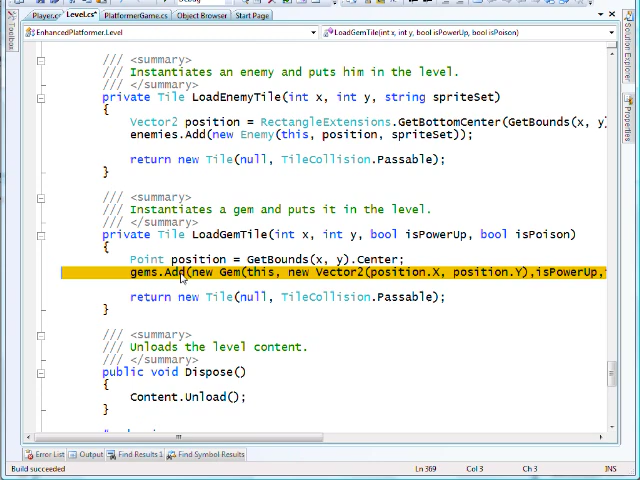 Player.cs Level.cs* PlatformerGame.cs Object Browser Start Page
EnhancedPlatformer.Level LoadGemTile(int x, int y, bool isPowerUp, bool isPoison)
Toolbox
Solution Explorer
Properties
/// <summary>
/// Instantiates an enemy and puts him in the level.
/// </summary>
private Tile LoadEnemyTile(int x, int y, string spriteSet)
{
Vector2 position = RectangleExtensions.GetBottomCenter(GetBounds(x, y)
enemies.Add(new Enemy(this, position, spriteSet));
return new Tile(null, TileCollision.Passable);
}
/// <summary>
/// Instantiates a gem and puts it in the level.
/// </summary>
private Tile LoadGemTile(int x, int y, bool isPowerUp, bool isPoison)
{
Point position = GetBounds(x, y).Center;
gems.Add(new Gem(this, new Vector2(position.X, position.Y),isPowerUp,
return new Tile(null, TileCollision.Passable);
}
/// <summary>
/// Unloads the level content.
/// </summary>
public void Dispose()
{
Content.Unload();
}
Error List Output Find Results 1 Find Symbol Results
Build succeeded Ln 369 Col 3 Ch 3 INS